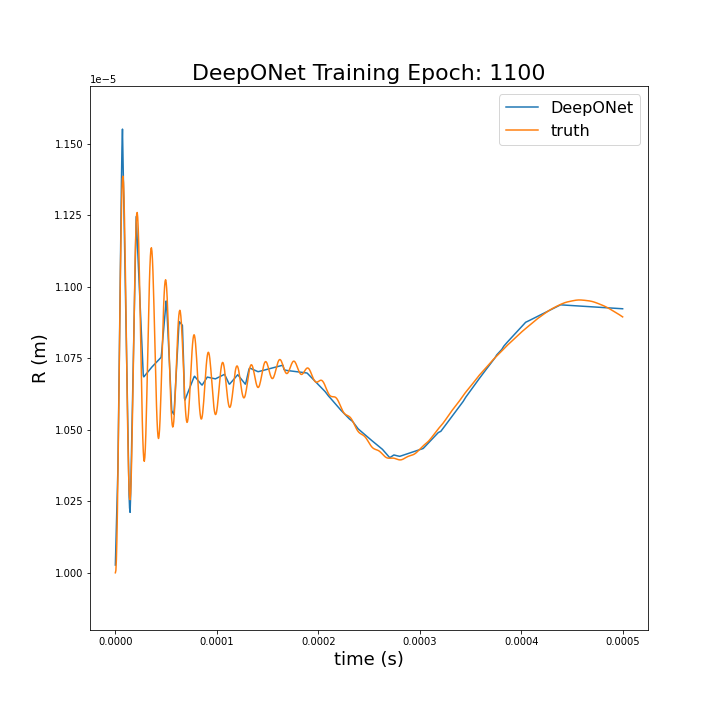 DeepONet Training Epoch: 1100
1e−5
DeepONet
truth
1.150
1.125
1.100
1.075
1.050
1.025
1.000
R (m)
0.0000 0.0001 0.0002 0.0003 0.0004 0.0005
time (s)